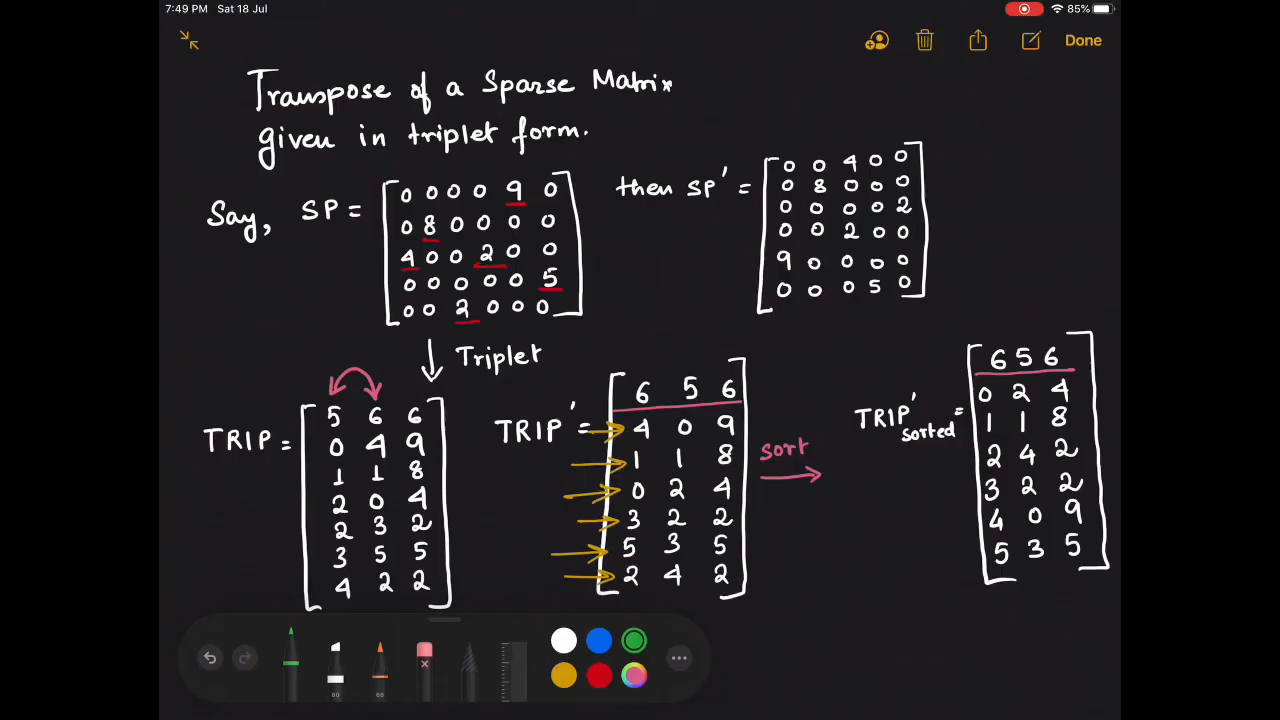 7:49 PM Sat 18 Jul 85%
Done
Transpose of a Sparse Matrix
given in triplet form.
Say, SP =
0 0 0 0 9 0
0 8 0 0 0 0
4 0 0 2 0 0
0 0 0 0 0 5
0 0 2 0 0 0
then SP' =
0 0 4 0 0
0 8 0 0 0
0 0 0 0 2
0 0 2 0 0
9 0 0 0 0
0 0 0 5 0
Triplet
TRIP =
5 6 6
0 4 9
1 1 8
2 0 4
2 3 2
3 5 5
4 2 2
TRIP' =
6 5 6
4 0 9
1 1 8
0 2 4
3 2 2
5 3 5
2 4 2
sort
TRIP' sorted =
6 5 6
0 2 4
1 1 8
2 4 2
3 2 2
4 0 9
5 3 5